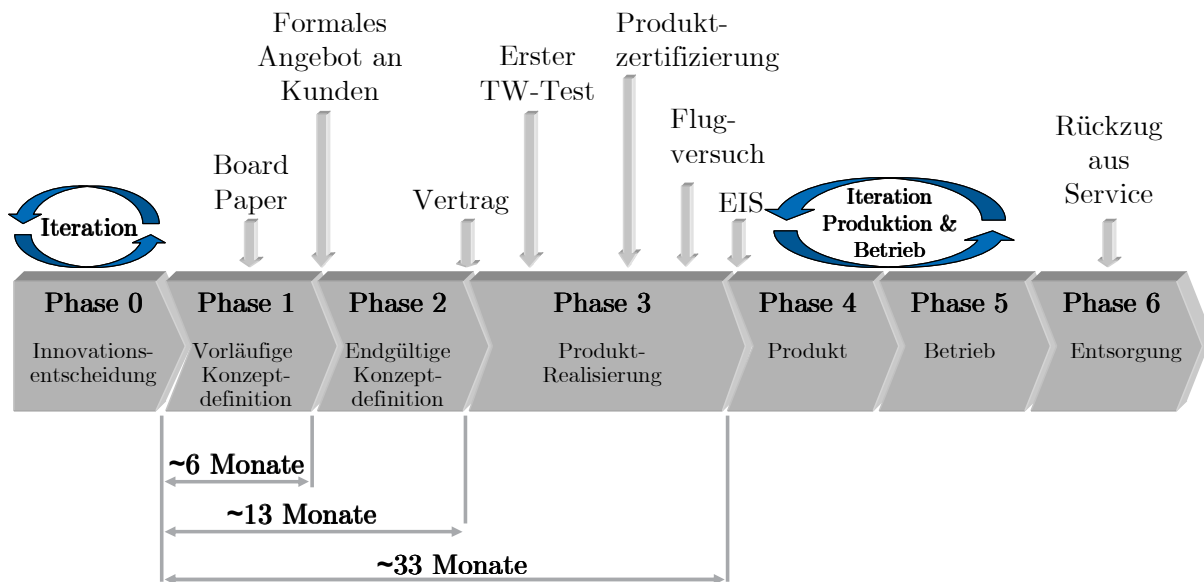 Formales
Angebot an
Kunden
Erster
TW-Test
Produkt-
zertifizierung
Flug-
versuch
Rückzug
aus
Service
Board
Paper
Vertrag
EIS
Iteration
Iteration
Produktion &
Betrieb
Phase 0
Innovations-
entscheidung
Phase 1
Vorläufige
Konzept-
definition
Phase 2
Endgültige
Konzept-
definition
Phase 3
Produkt-
Realisierung
Phase 4
Produkt
Phase 5
Betrieb
Phase 6
Entsorgung
~6 Monate
~13 Monate
~33 Monate